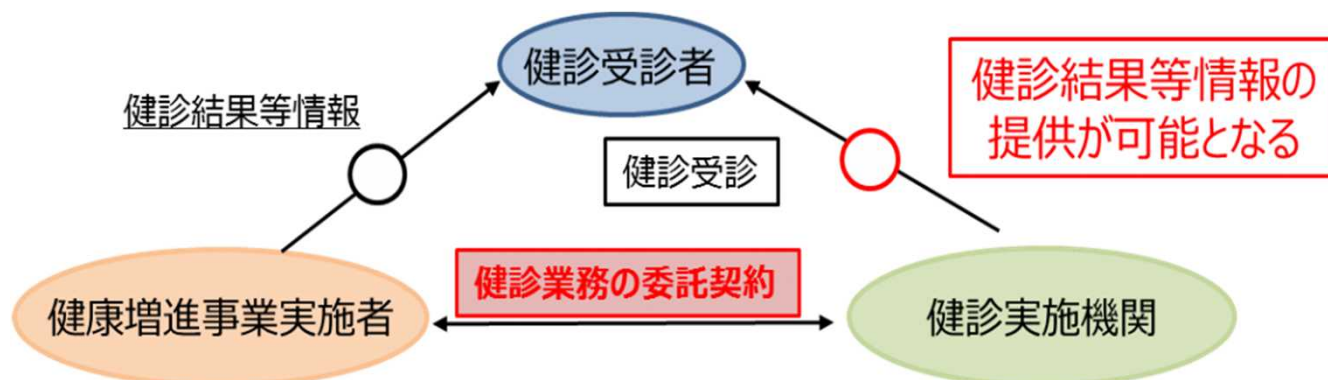 健診受診者
健診結果等情報の
提供が可能となる
健診結果等情報
健診受診
健診業務の委託契約
健康増進事業実施者
健診実施機関